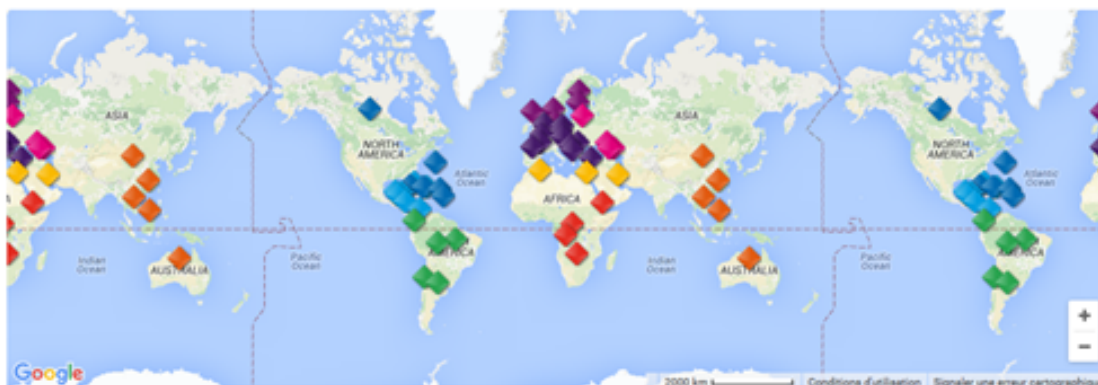 ASIA
ASIA
NORTH
AMERICA
NORTH
AMERICA
Atlantic
Ocean
Atlantic
Ocean
AFRICA
AMERICA
AMERICA
Indian
Ocean
Pacific
Ocean
Indian
Ocean
Pacific
Ocean
AUSTRALIA
AUSTRALIA
Google
2000 km
Conditions d'utilisation
Signaler une erreur cartographique
+
−